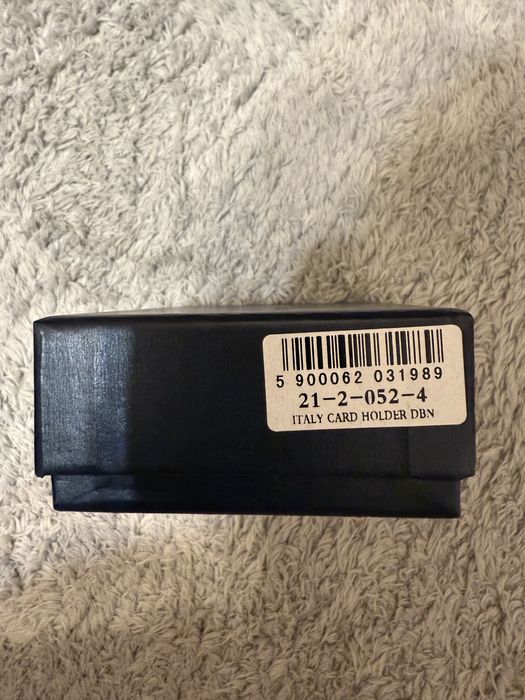 5 900062 031989
21-2-052-4
ITALY CARD HOLDER DBN